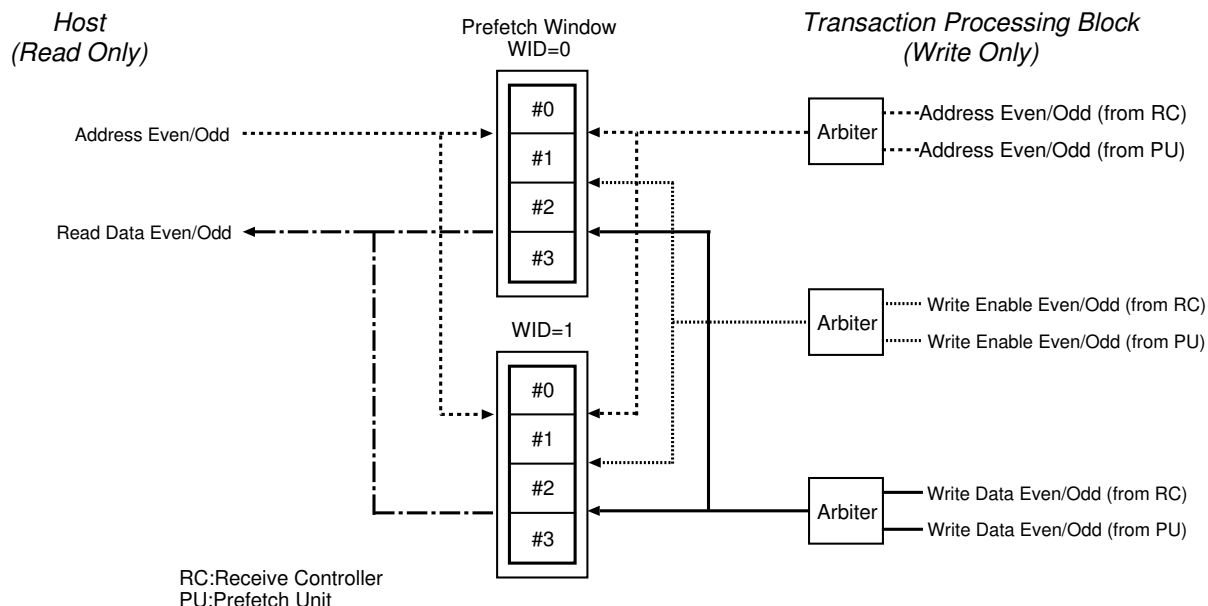 Host
(Read Only)
Prefetch Window
WID=0
Transaction Processing Block
(Write Only)
#0
#1
#2
#3
Address Even/Odd
Read Data Even/Odd
Arbiter
Address Even/Odd (from RC)
Address Even/Odd (from PU)
WID=1
#0
#1
#2
#3
Arbiter
Write Enable Even/Odd (from RC)
Write Enable Even/Odd (from PU)
Arbiter
Write Data Even/Odd (from RC)
Write Data Even/Odd (from PU)
RC:Receive Controller
PU:Prefetch Unit